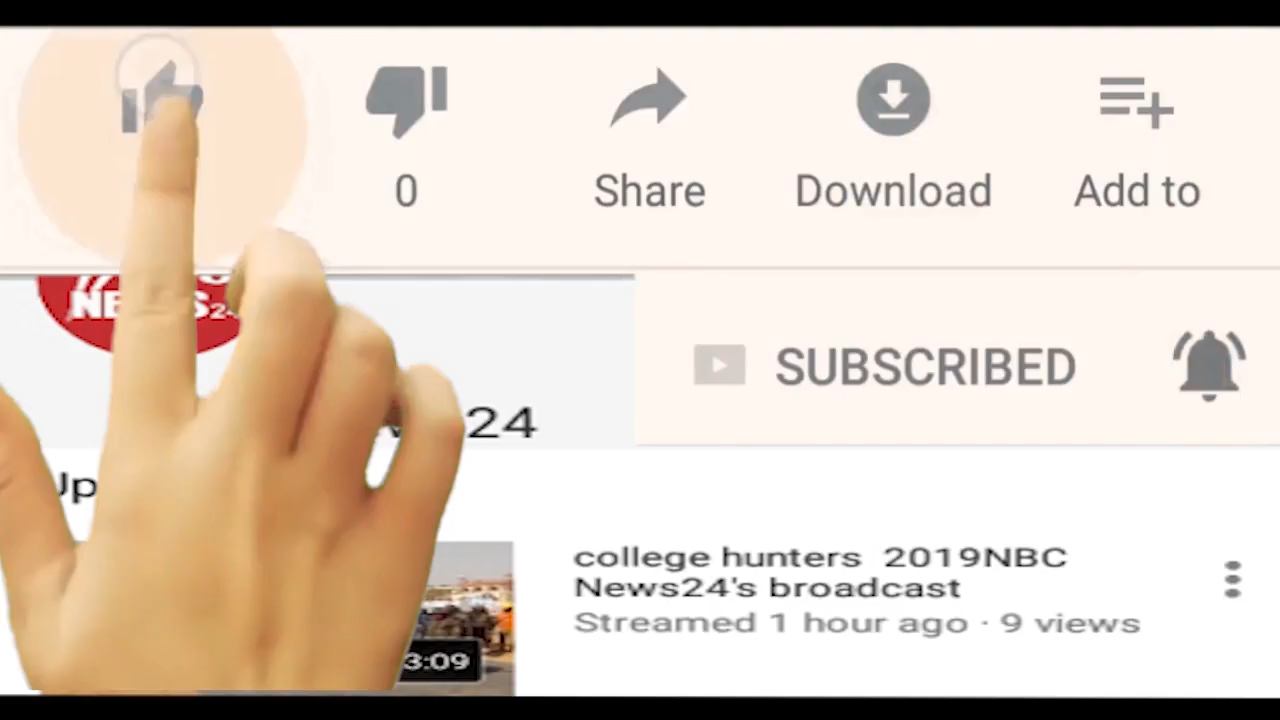 0
Share
Download
Add to
SUBSCRIBED
24
college hunters 2019NBC
News24's broadcast
Streamed 1 hour ago · 9 views
3:09